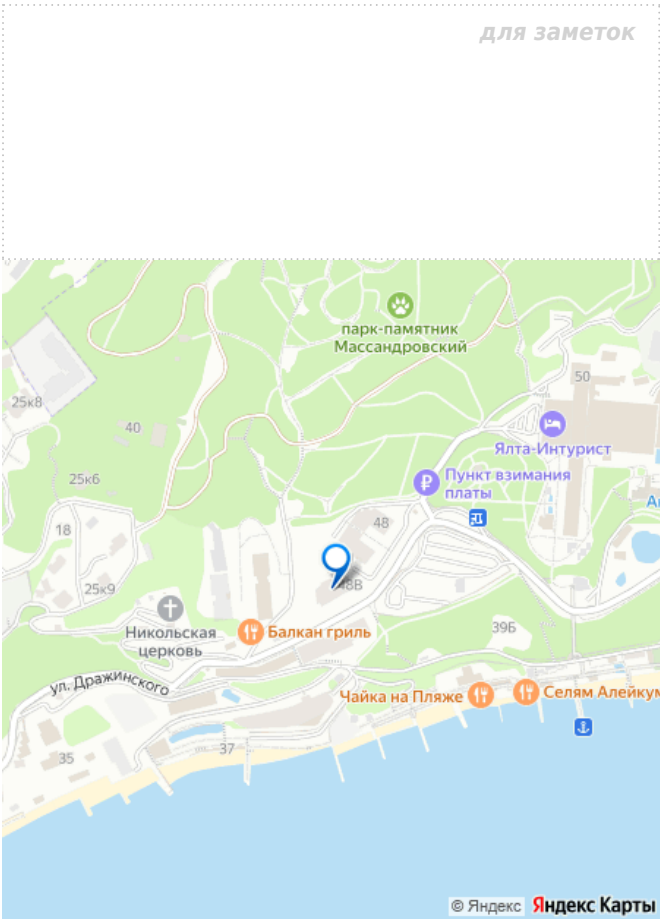 для заметок
парк-памятник
Массандровский
50
25к8
40
Ялта-Интурист
25к6
Пункт взимания
платы
18
48
48В
25к9
Никольская
церковь
Балкан гриль
39Б
ул. Дражинского
Чайка на Пляже
Селям Алейкум
37
35
© Яндекс
Яндекс Карты